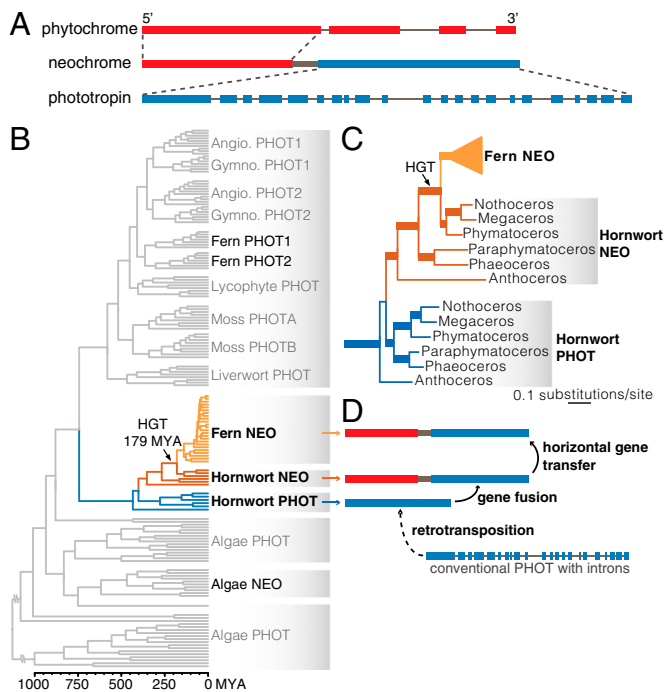 A
5'
3'
phytochrome
neochrome
phototropin
B
Angio. PHOT1
Gymno. PHOT1
Angio. PHOT2
Gymno. PHOT2
Fern PHOT1
Fern PHOT2
Lycophyte PHOT
Moss PHOTA
Moss PHOTB
Liverwort PHOT
HGT
179 MYA
Fern NEO
Hornwort NEO
Hornwort PHOT
Algae PHOT
Algae NEO
Algae PHOT
1000 750 500 250 0 MYA
C
HGT
Fern NEO
Nothoceros
Megaceros
Phymatoceros
Paraphymatoceros
Phaeoceros
Anthoceros
Hornwort
NEO
Nothoceros
Megaceros
Phymatoceros
Paraphymatoceros
Phaeoceros
Anthoceros
Hornwort
PHOT
0.1 substitutions/site
D
horizontal gene
transfer
gene fusion
retrotransposition
conventional PHOT with introns